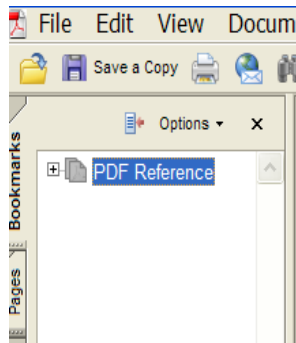 File Edit View Docum
Save a Copy
Options
Bookmarks
PDF Reference
Pages